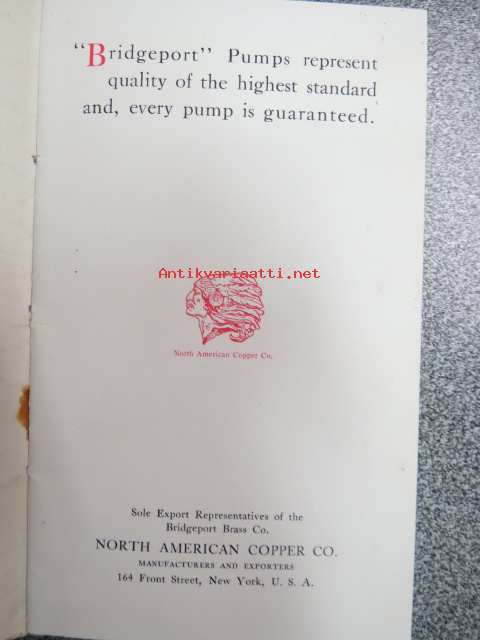 “Bridgeport” Pumps represent
quality of the highest standard
and, every pump is guaranteed.
Antikvariaatti.net
North American Copper Co.
Sole Export Representatives of the
Bridgeport Brass Co.
NORTH AMERICAN COPPER CO.
MANUFACTURERS AND EXPORTERS
164 Front Street, New York, U. S. A.